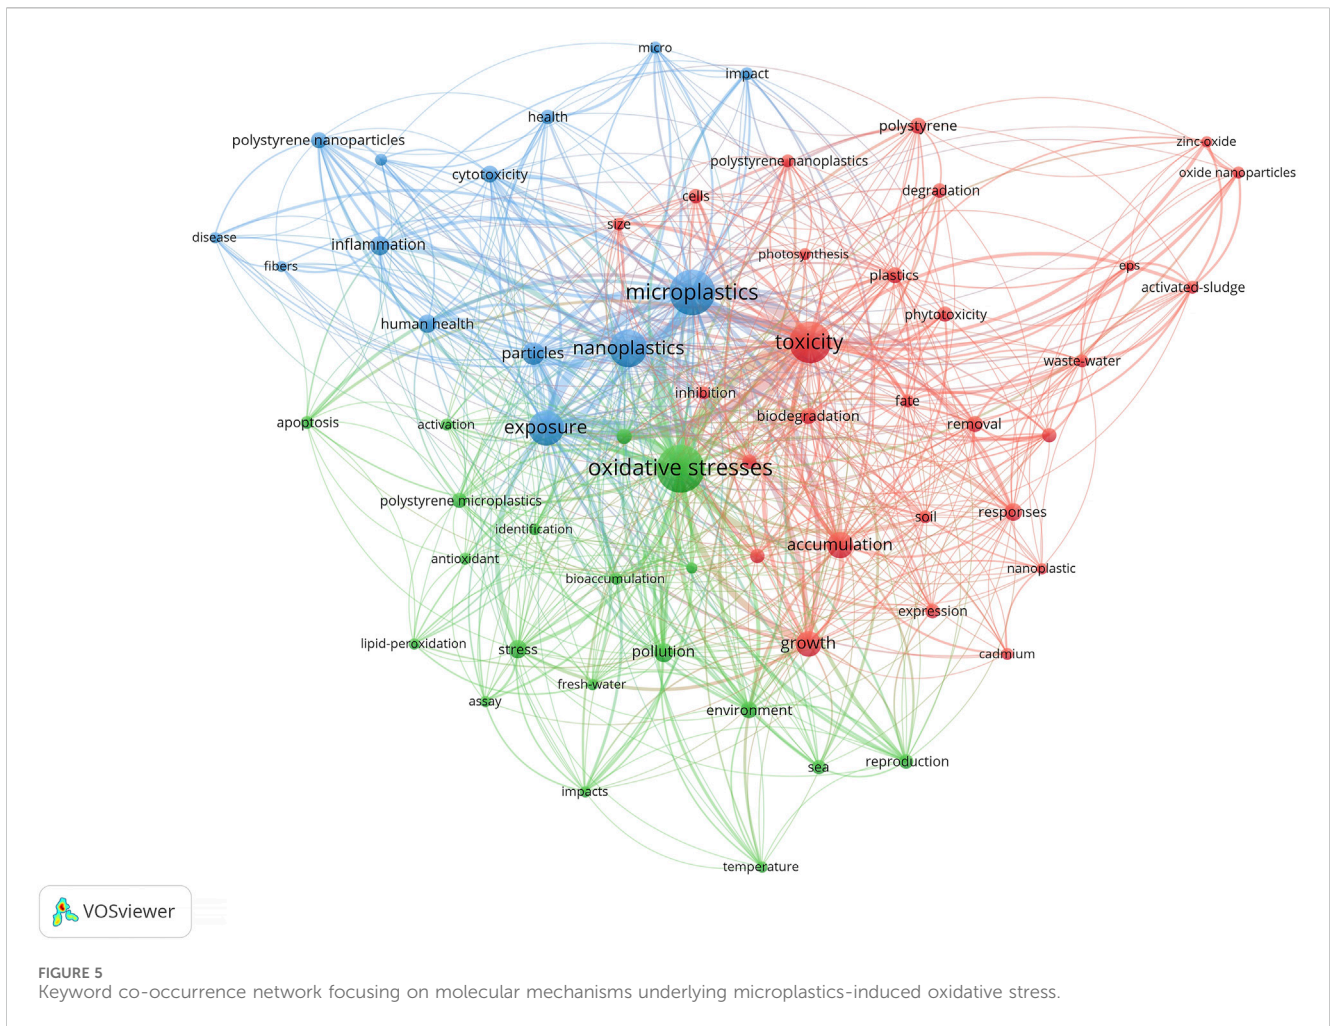 micro
impact
health
polystyrene
polystyrene nanoparticles
zinc-oxide
polystyrene nanoplastics
oxide nanoparticles
cytotoxicity
degradation
cells
size
disease
inflammation
photosynthesis
fibers
eps
plastics
activated-sludge
microplastics
phytotoxicity
human health
toxicity
nanoplastics
particles
waste-water
inhibition
fate
biodegradation
apoptosis
activation
removal
exposure
oxidative stresses
polystyrene microplastics
responses
soil
identification
accumulation
antioxidant
nanoplastic
bioaccumulation
expression
lipid-peroxidation
growth
stress
pollution
cadmium
fresh-water
assay
environment
reproduction
sea
impacts
temperature
VOSviewer
FIGURE 5
Keyword co-occurrence network focusing on molecular mechanisms underlying microplastics-induced oxidative stress.